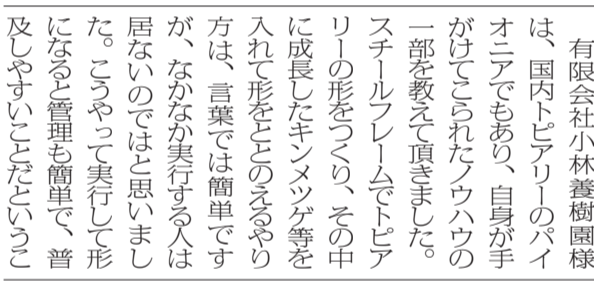 有限会社小林養樹園様
は、国内トピアリーのパイ
オニアでもあり、自身が手
がけてこられたノウハウの
一部を教えて頂きました。
スチールフレームでトピア
リーの形をつくり、その中
に成長したキンメツゲ等を
入れて形をととのえるやり
方は、言葉では簡単です
が、なかなか実行する人は
居ないのではと思いまし
た。こうやって実行して形
になると管理も簡単で、普
及しやすいことだというこ